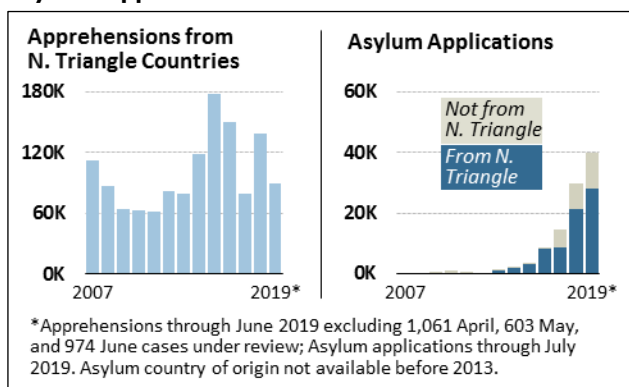 Apprehensions from
N. Triangle Countries
180K
120K
60K
0K
2007
2019*
Asylum Applications
60K
40K
20K
0K
Not from
N. Triangle
From N.
Triangle
2007
2019*
*Apprehensions through June 2019 excluding 1,061 April, 603 May,
and 974 June cases under review; Asylum applications through July
2019. Asylum country of origin not available before 2013.